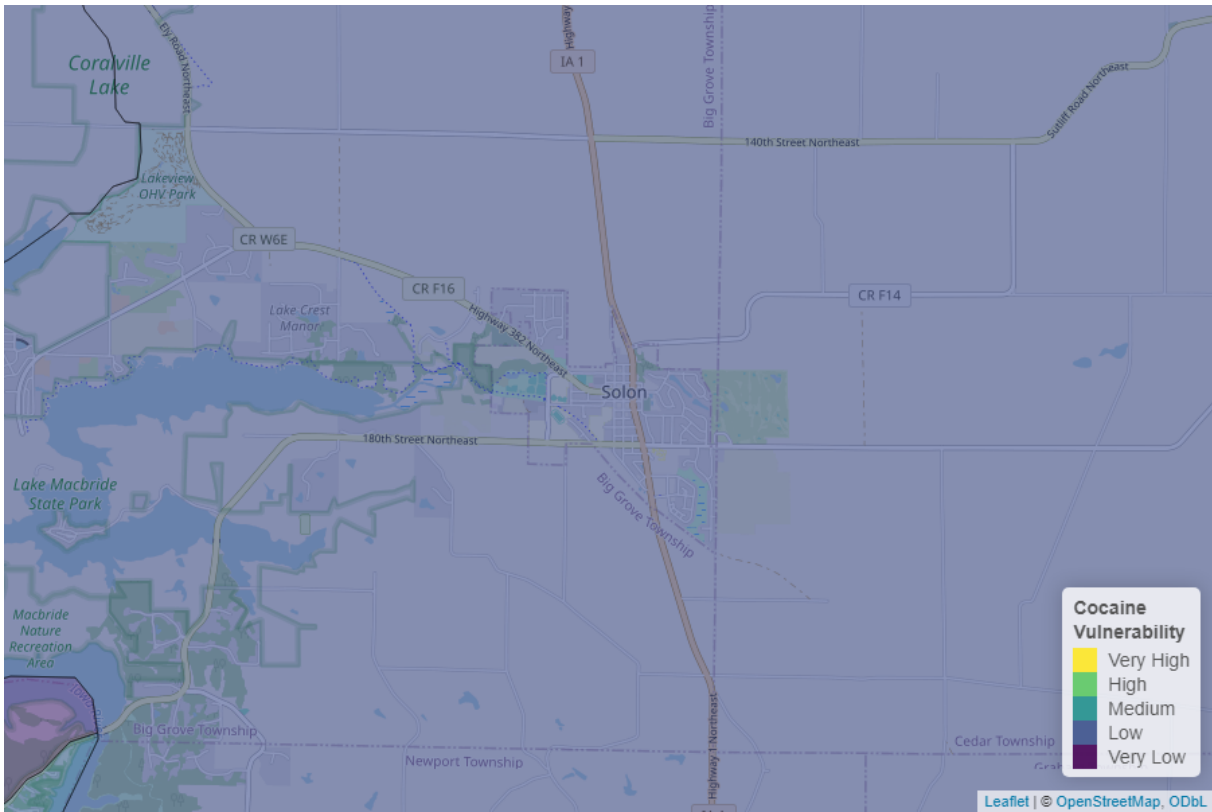 Ely Road Northeast
Highway
Coralville
Lake
IA 1
Big Grove Township
Sutliff Road Northeast
140th Street Northeast
Lakeview
OHV Park
CR W6E
CR F16
CR F14
Lake Crest
Manor
Highway 382 Northeast
Solon
180th Street Northeast
Lake Macbride
State Park
Big Grove Township
Macbride
Nature
Recreation
Area
Big Grove Township
Newport Township
Highway 1 Northeast
Cedar Township
Cocaine
Vulnerability
Very High
High
Medium
Low
Very Low
Leaflet | © OpenStreetMap, ODbL